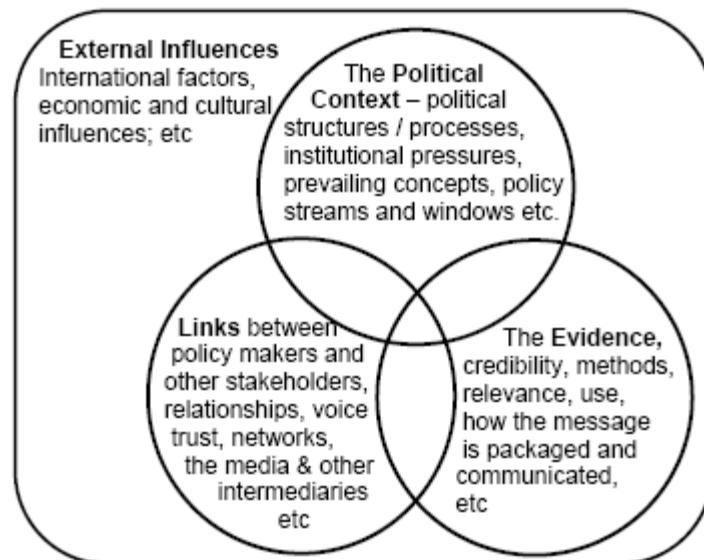 External Influences
International factors,
economic and cultural
influences; etc
The Political
Context – political
structures / processes,
institutional pressures,
prevailing concepts, policy
streams and windows etc.
Links between
policy makers and
other stakeholders,
relationships, voice
trust, networks,
the media & other
intermediaries
etc
The Evidence,
credibility, methods,
relevance, use,
how the message
is packaged and
communicated,
etc